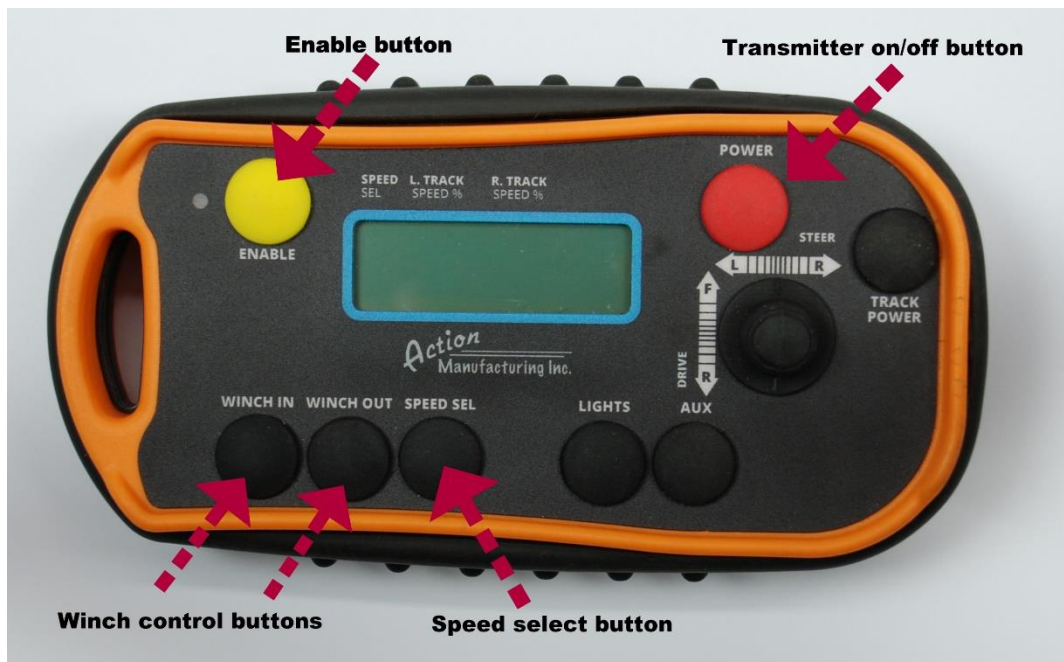 Enable button
Transmitter on/off button
POWER
SPEED L. TRACK R. TRACK
SEL SPEED % SPEED %
ENABLE
STEER
L R
F
TRACK
POWER
DRIVE
R
Action
Manufacturing Inc.
WINCH IN WINCH OUT SPEED SEL LIGHTS AUX
Winch control buttons
Speed select button